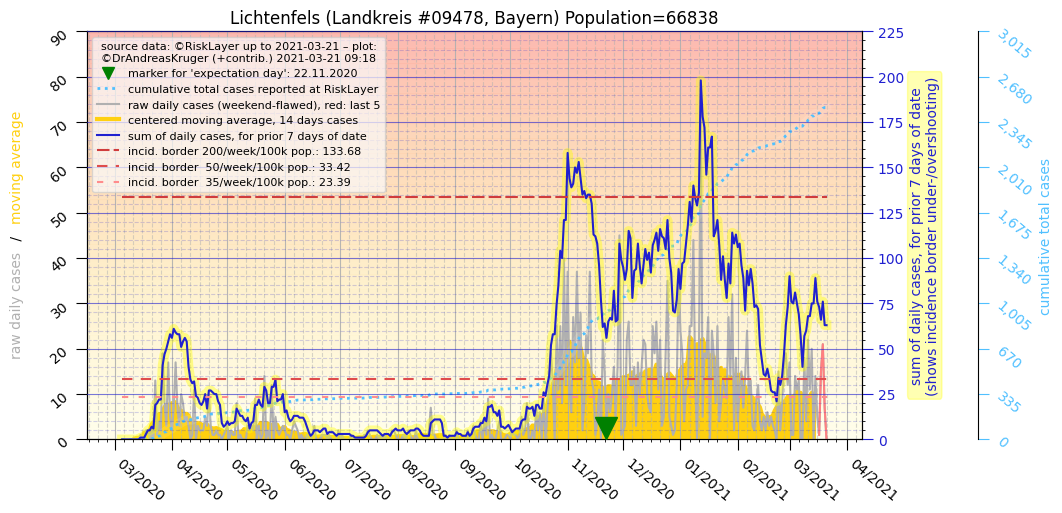 Lichtenfels (Landkreis #09478, Bayern) Population=66838
source data: ©RiskLayer up to 2021-03-21 – plot:
©DrAndreasKruger (+contrib.) 2021-03-21 09:18
marker for 'expectation day': 22.11.2020
cumulative total cases reported at RiskLayer
raw daily cases (weekend-flawed), red: last 5
centered moving average, 14 days cases
sum of daily cases, for prior 7 days of date
incid. border 200/week/100k pop.: 133.68
incid. border  50/week/100k pop.: 33.42
incid. border  35/week/100k pop.: 23.39
raw daily cases / moving average
90
80
70
60
50
40
30
20
10
0
03/2020
04/2020
05/2020
06/2020
07/2020
08/2020
09/2020
10/2020
11/2020
12/2020
01/2021
02/2021
03/2021
04/2021
225
200
175
150
125
100
75
50
25
0
sum of daily cases, for prior 7 days of date
(shows incidence border under-/overshooting)
3,015
2,680
2,345
2,010
1,675
1,340
1,005
670
335
0
cumulative total cases